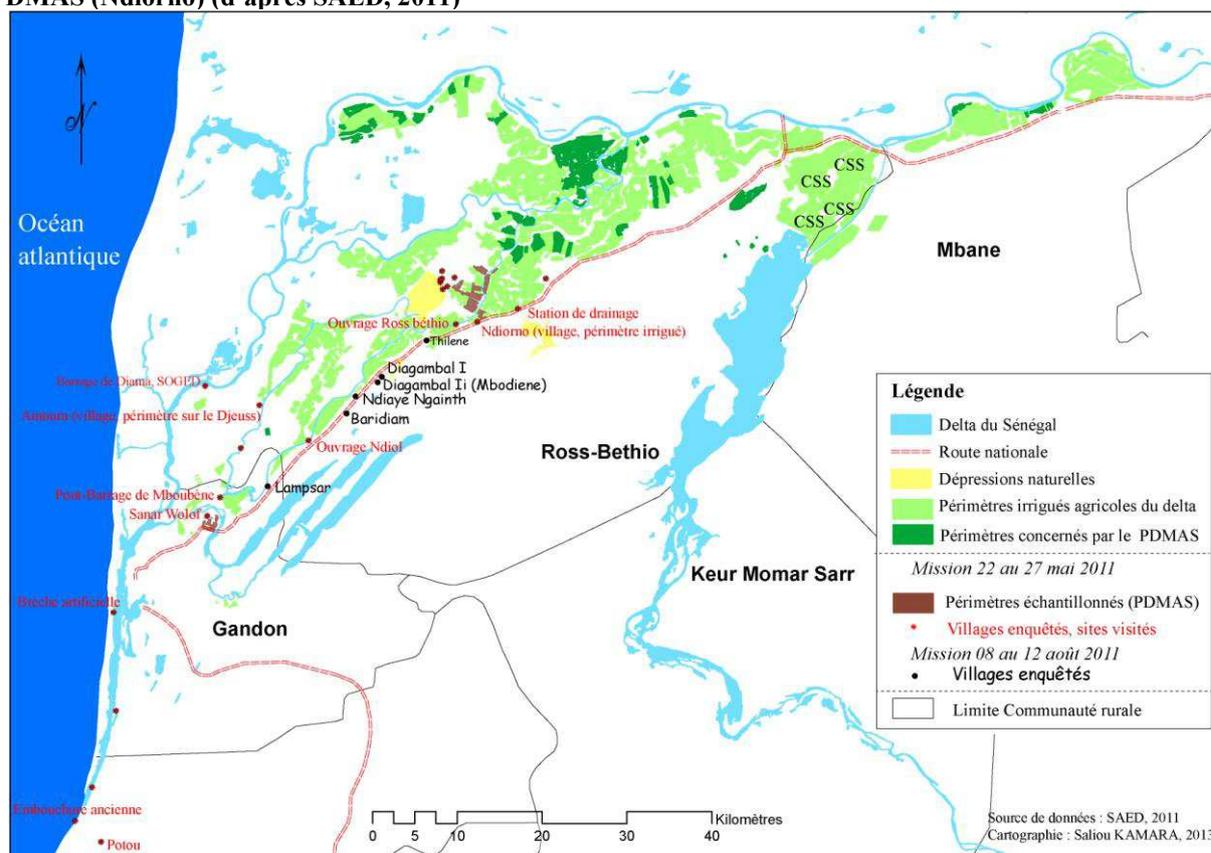 DMAS (Ndiorno) (d'après SAED, 2011)
N
Océan
atlantique
CSS
CSS
CSS
CSS
Mbane
Station de drainage
Ouvrage Ross béthio
Ndiorno (village, périmètre irrigué)
Thilene
Diagambal I
Barrage de Diama, SOGED
Diagambal Ii (Mbodiene)
Ndiaye Ngainth
(village, périmètre sur le Djeuss)
Baridiam
Ouvrage Ndiol
Ross-Bethio
Lampsar
Pont-Barrage de Mboubène
Sanar Wolof
Keur Momar Sarr
Brèche artificielle
Gandon
Embouchure ancienne
Potou
Légende
Delta du Sénégal
Route nationale
Dépressions naturelles
Périmètres irrigués agricoles du delta
Périmètres concernés par le PDMAS
Mission 22 au 27 mai 2011
Périmètres échantillonnés (PDMAS)
Villages enquêtés, sites visités
Mission 08 au 12 août 2011
Villages enquêtés
Limite Communauté rurale
Kilomètres
0 5 10 20 30 40
Source de données : SAED, 2011
Cartographie : Saliou KAMARA, 2013